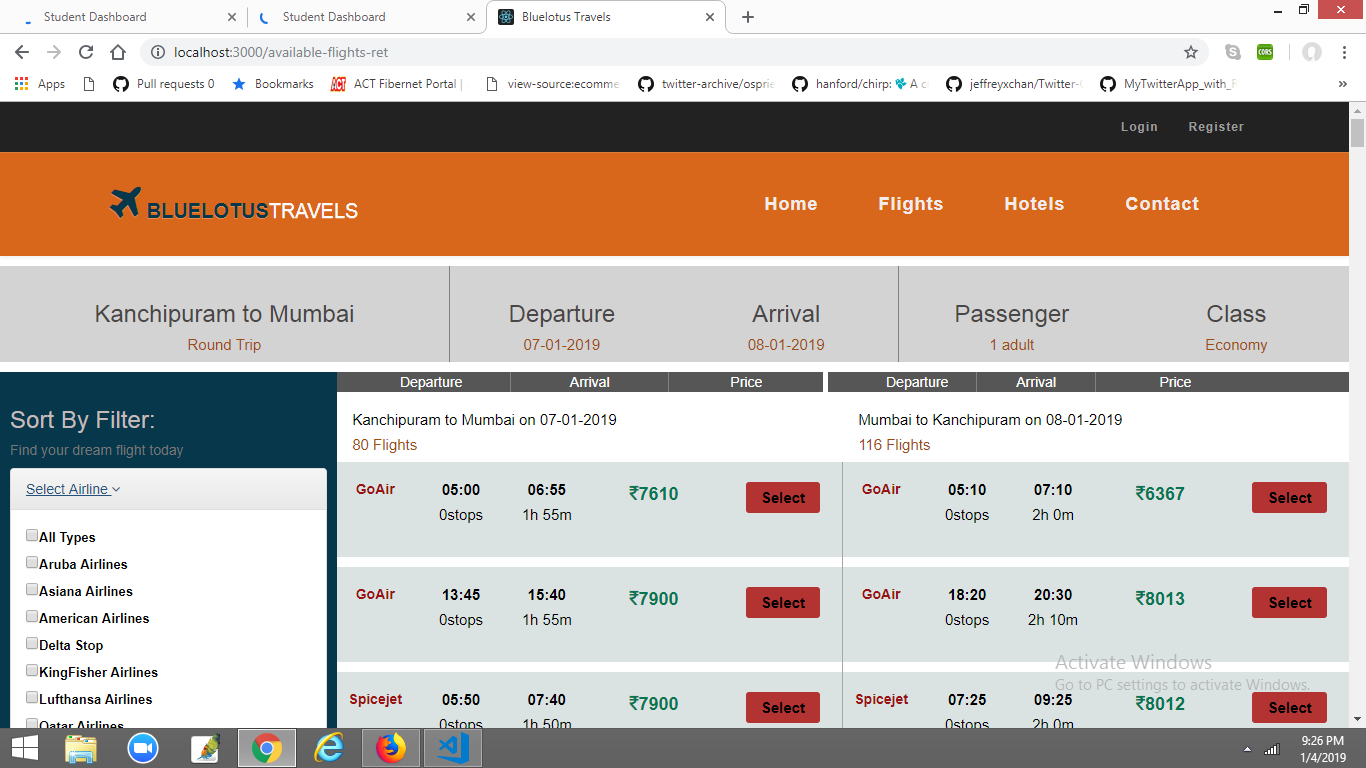 Student Dashboard
Student Dashboard
Bluelotus Travels
localhost:3000/available-flights-ret
Apps
Pull requests 0
Bookmarks
ACT Fibernet Portal |
view-source:ecomme
twitter-archive/osprie
hanford/chirp: A c
jeffreyxchan/Twitter-C
MyTwitterApp_with_F
CORS
Login Register
BLUELOTUSTRAVELS
Home Flights Hotels Contact
Kanchipuram to Mumbai
Round Trip
Departure
07-01-2019
Arrival
08-01-2019
Passenger
1 adult
Class
Economy
Sort By Filter:
Find your dream flight today
Select Airline
All Types
Aruba Airlines
Asiana Airlines
American Airlines
Delta Stop
KingFisher Airlines
Lufthansa Airlines
Qatar Airlines
Departure Arrival Price
Kanchipuram to Mumbai on 07-01-2019
80 Flights
GoAir 05:00 06:55 ₹7610 Select
0stops 1h 55m
GoAir 13:45 15:40 ₹7900 Select
0stops 1h 55m
Spicejet 05:50 07:40 ₹7900 Select
0stops 1h 50m
Departure Arrival Price
Mumbai to Kanchipuram on 08-01-2019
116 Flights
GoAir 05:10 07:10 ₹6367 Select
0stops 2h 0m
GoAir 18:20 20:30 ₹8013 Select
0stops 2h 10m
Spicejet 07:25 09:25 ₹8012 Select
0stops 2h 0m
Activate Windows
Go to PC settings to activate Windows.
9:26 PM
1/4/2019